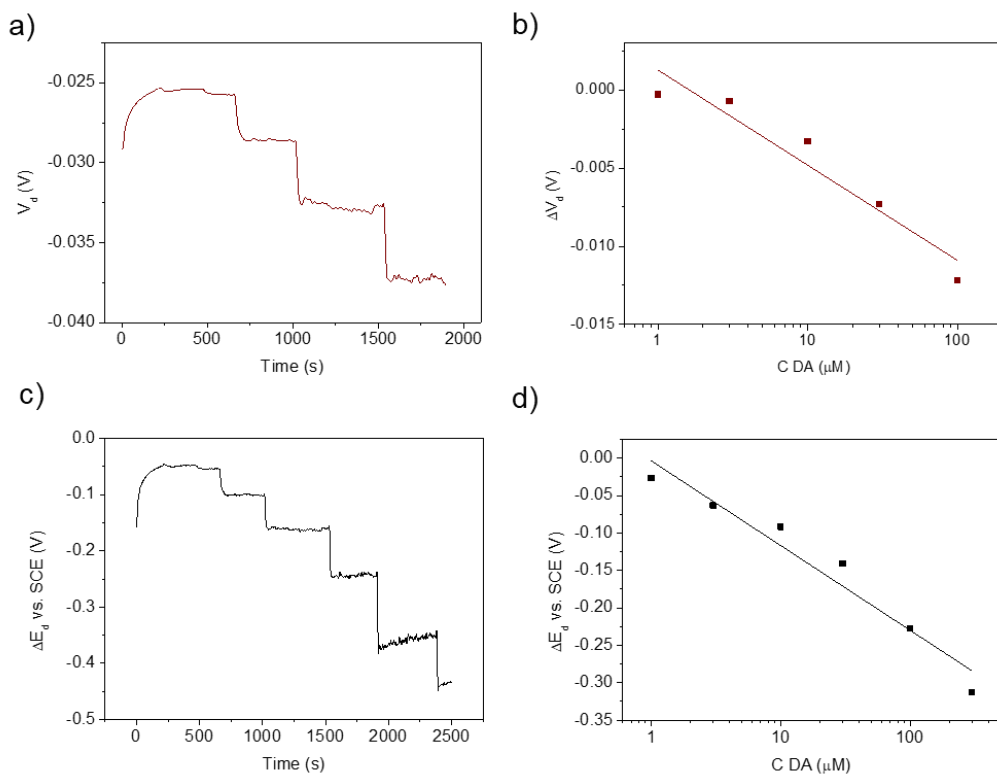 a)
-0.025
-0.030
-0.035
-0.040
V_d (V)
0 500 1000 1500 2000
Time (s)
b)
0.000
-0.005
-0.010
-0.015
ΔV_d (V)
1 10 100
C DA (μM)
c)
0.0
-0.1
-0.2
-0.3
-0.4
-0.5
ΔE_d vs. SCE (V)
0 500 1000 1500 2000 2500
Time (s)
d)
0.00
-0.05
-0.10
-0.15
-0.20
-0.25
-0.30
-0.35
ΔE_d vs. SCE (V)
1 10 100
C DA (μM)